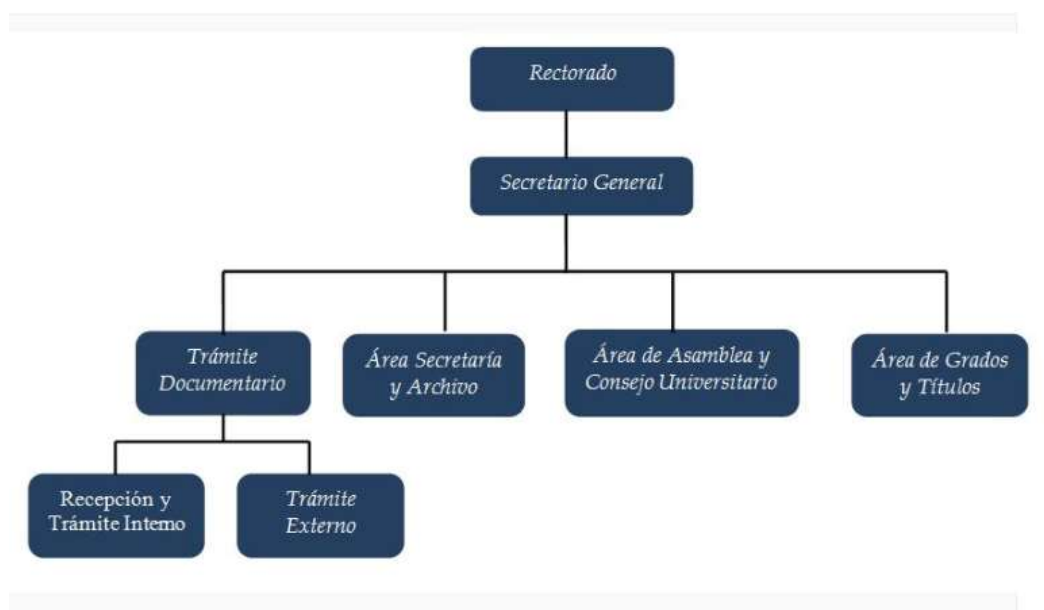 Rectorado
Secretario General
Trámite
Documentario
Área Secretaría
y Archivo
Área de Asamblea y
Consejo Universitario
Área de Grados
y Títulos
Recepción y
Trámite Interno
Trámite
Externo